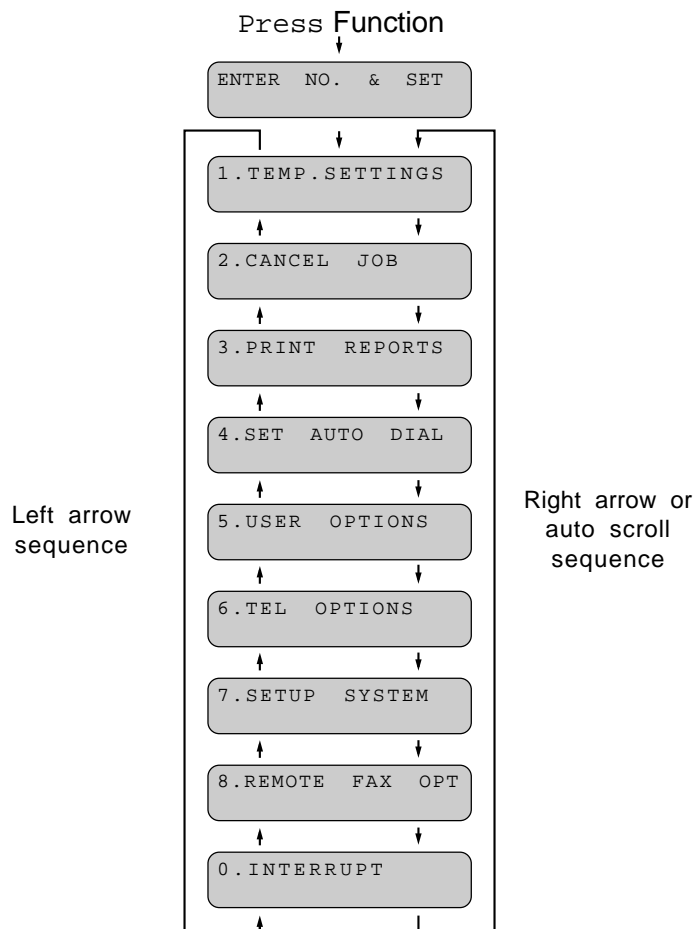 Press Function
ENTER NO. & SET
1.TEMP.SETTINGS
2.CANCEL JOB
3.PRINT REPORTS
4.SET AUTO DIAL
5.USER OPTIONS
6.TEL OPTIONS
7.SETUP SYSTEM
8.REMOTE FAX OPT
0.INTERRUPT
Left arrow
sequence
Right arrow or
auto scroll
sequence